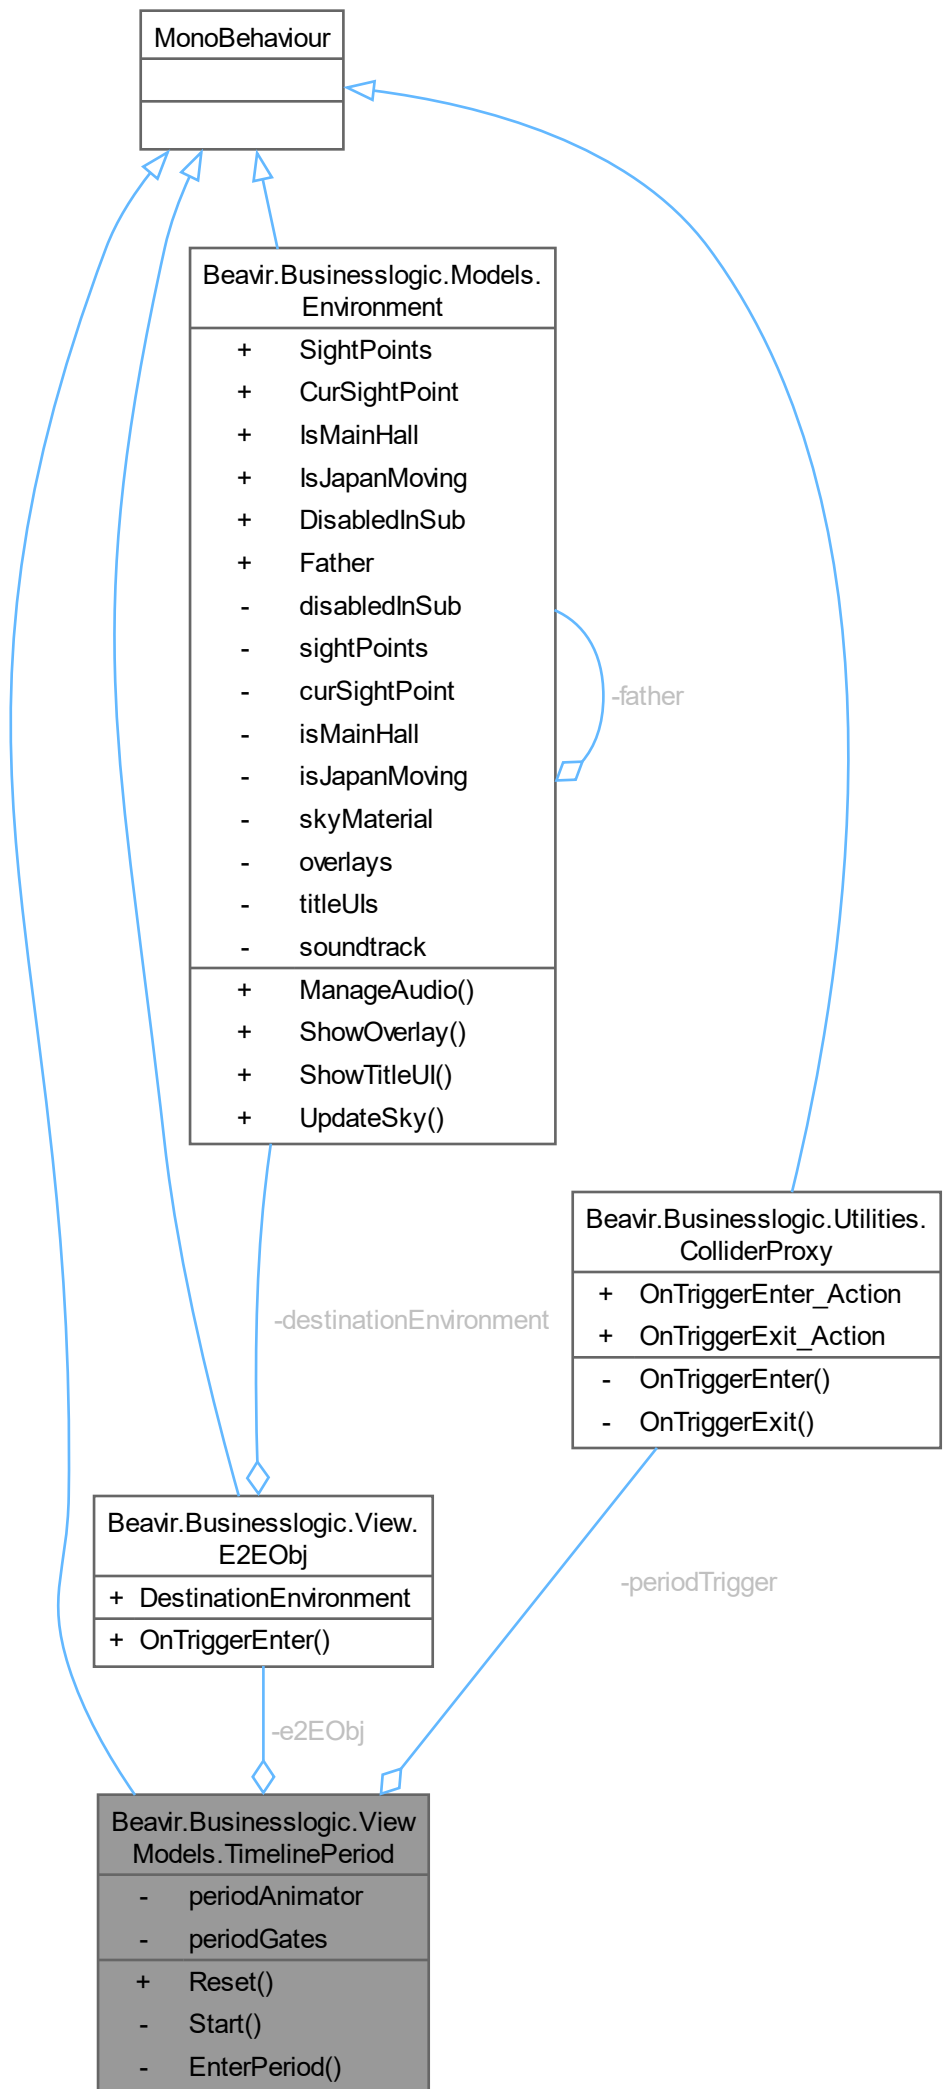 MonoBehaviour
Beavir.Businesslogic.Models.
Environment
+ SightPoints
+ CurSightPoint
+ IsMainHall
+ IsJapanMoving
+ DisabledInSub
+ Father
- disabledInSub
- sightPoints
- curSightPoint
- isMainHall
- isJapanMoving
- skyMaterial
- overlays
- titleUIs
- soundtrack
+ ManageAudio()
+ ShowOverlay()
+ ShowTitleUI()
+ UpdateSky()
-father
Beavir.Businesslogic.Utilities.
ColliderProxy
+ OnTriggerEnter_Action
+ OnTriggerExit_Action
- OnTriggerEnter()
- OnTriggerExit()
-destinationEnvironment
Beavir.Businesslogic.View.
E2EObj
+ DestinationEnvironment
+ OnTriggerEnter()
-periodTrigger
-e2EObj
Beavir.Businesslogic.View
Models.TimelinePeriod
- periodAnimator
- periodGates
+ Reset()
- Start()
- EnterPeriod()